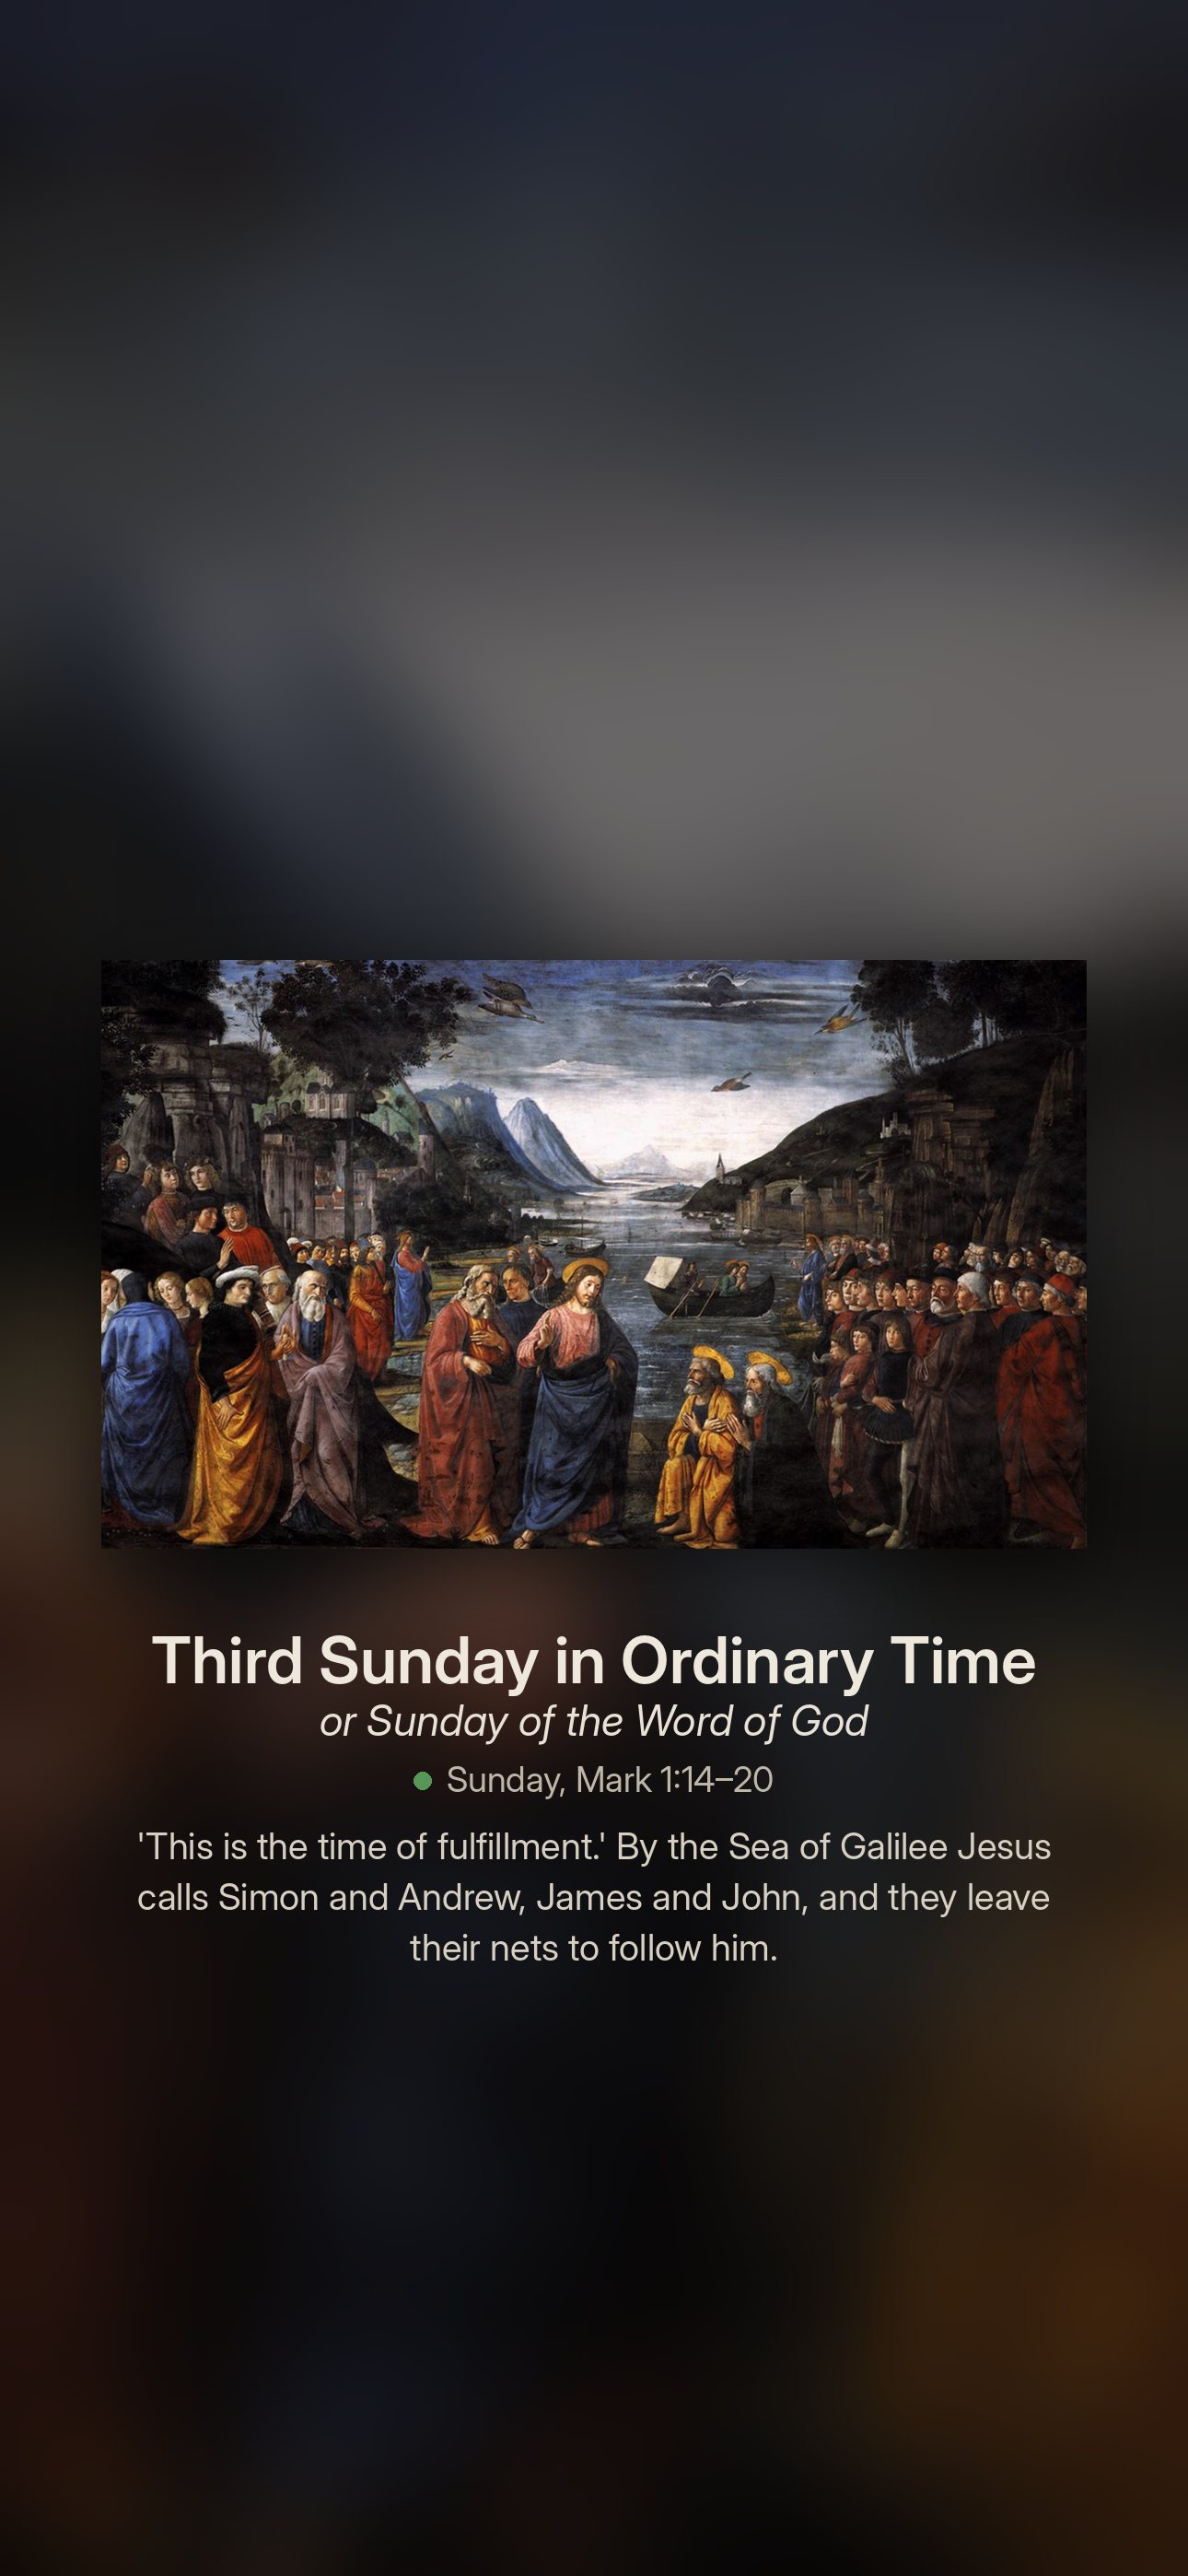 Third Sunday in Ordinary Time
or Sunday of the Word of God
Sunday, Mark 1:14–20
'This is the time of fulfillment.' By the Sea of Galilee Jesus
calls Simon and Andrew, James and John, and they leave
their nets to follow him.